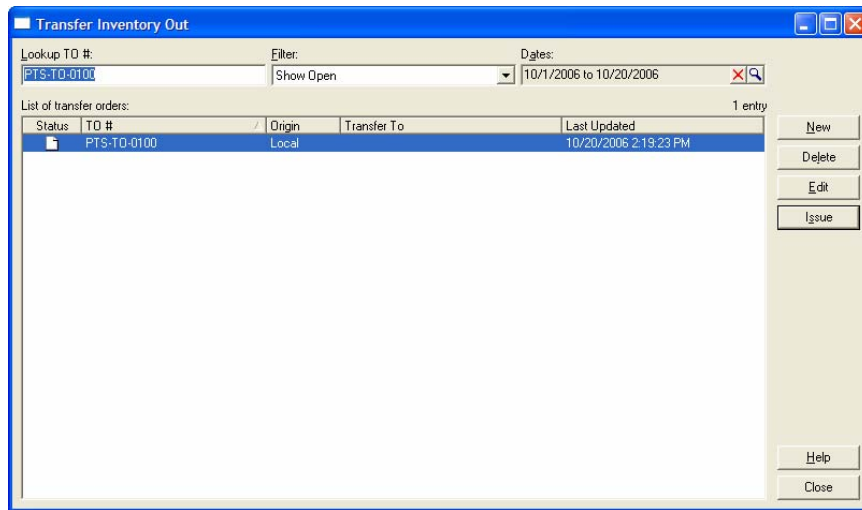 Transfer Inventory Out
Lookup TO #: Filter: Dates:
PTS-TO-0100 Show Open 10/1/2006 to 10/20/2006
List of transfer orders: 1 entry
Status TO # Origin Transfer To Last Updated
PTS-TO-0100 Local 10/20/2006 2:19:23 PM
New
Delete
Edit
Issue
Help
Close